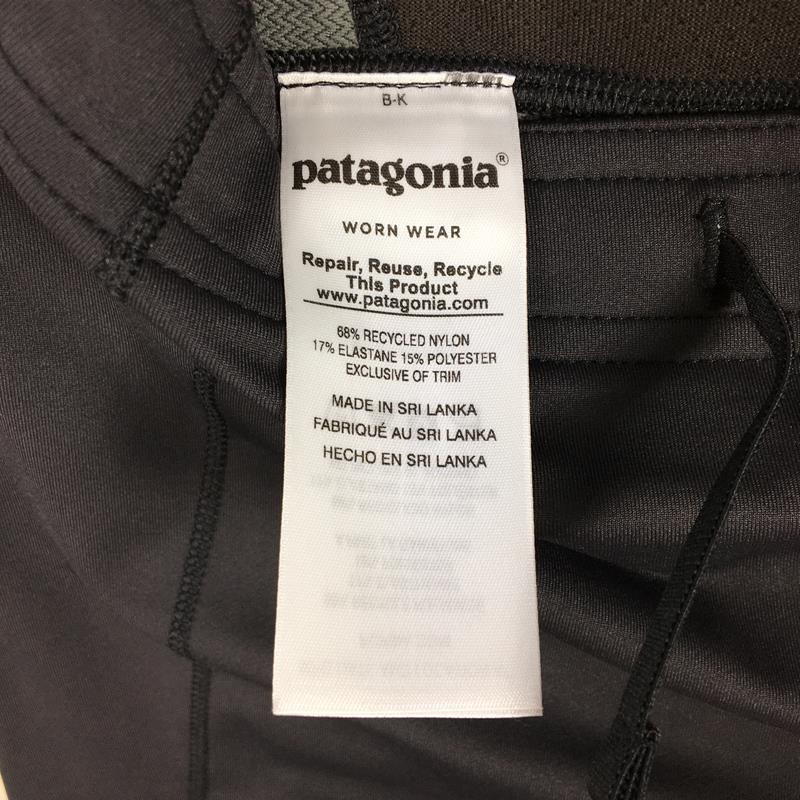 B-K
patagonia®
WORN WEAR
Repair, Reuse, Recycle
This Product
www.patagonia.com
68% RECYCLED NYLON
17% ELASTANE 15% POLYESTER
EXCLUSIVE OF TRIM
MADE IN SRI LANKA
FABRIQUÉ AU SRI LANKA
HECHO EN SRI LANKA